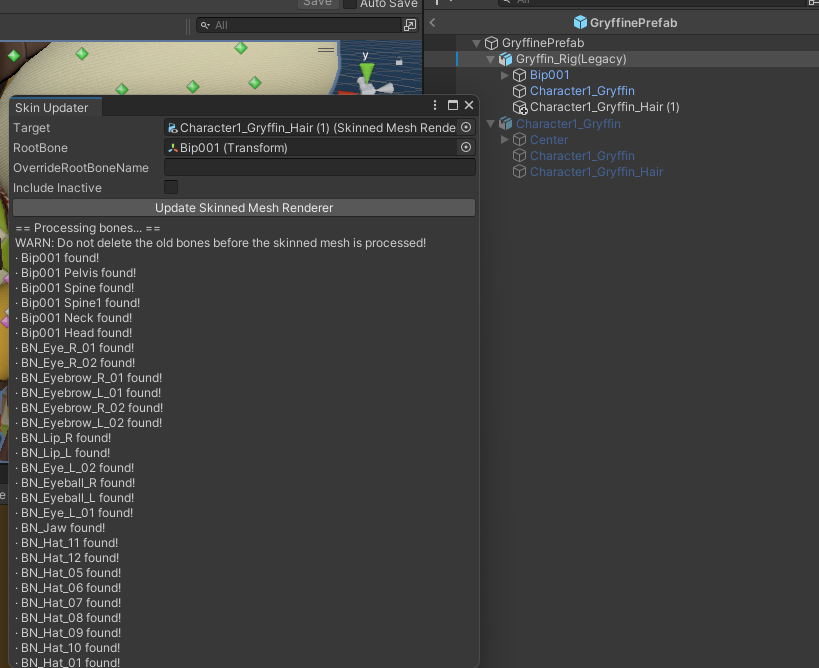 Save
Auto Save
All
All
GryffinePrefab
GryffinePrefab
Gryffin_Rig(Legacy)
Bip001
Character1_Gryffin
Character1_Gryffin_Hair (1)
Character1_Gryffin
Center
Character1_Gryffin
Character1_Gryffin_Hair
y
Skin Updater
Target
Character1_Gryffin_Hair (1) (Skinned Mesh Rende
RootBone
Bip001 (Transform)
OverrideRootBoneName
Include Inactive
Update Skinned Mesh Renderer
== Processing bones... ==
WARN: Do not delete the old bones before the skinned mesh is processed!
· Bip001 found!
· Bip001 Pelvis found!
· Bip001 Spine found!
· Bip001 Spine1 found!
· Bip001 Neck found!
· Bip001 Head found!
· BN_Eye_R_01 found!
· BN_Eye_R_02 found!
· BN_Eyebrow_R_01 found!
· BN_Eyebrow_L_01 found!
· BN_Eyebrow_R_02 found!
· BN_Eyebrow_L_02 found!
· BN_Lip_R found!
· BN_Lip_L found!
· BN_Eye_L_02 found!
· BN_Eyeball_R found!
· BN_Eyeball_L found!
· BN_Eye_L_01 found!
· BN_Jaw found!
· BN_Hat_11 found!
· BN_Hat_12 found!
· BN_Hat_05 found!
· BN_Hat_06 found!
· BN_Hat_07 found!
· BN_Hat_08 found!
· BN_Hat_09 found!
· BN_Hat_10 found!
· BN_Hat_01 found!